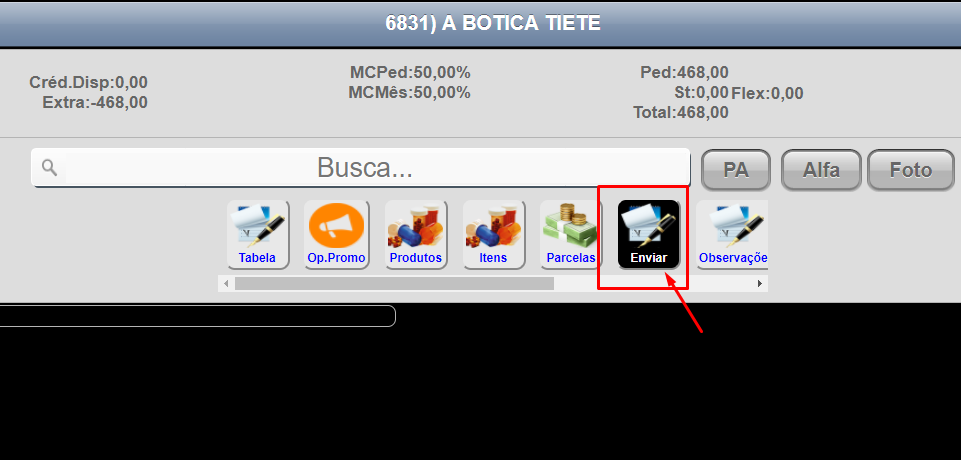 6831) A BOTICA TIETE
Créd.Disp:0,00
Extra:-468,00
MCPed:50,00%
MCMês:50,00%
Ped:468,00
St:0,00 Flex:0,00
Total:468,00
Busca...
PA
Alfa
Foto
Tabela
Op.Promo
Produtos
Itens
Parcelas
Enviar
Observaçõe